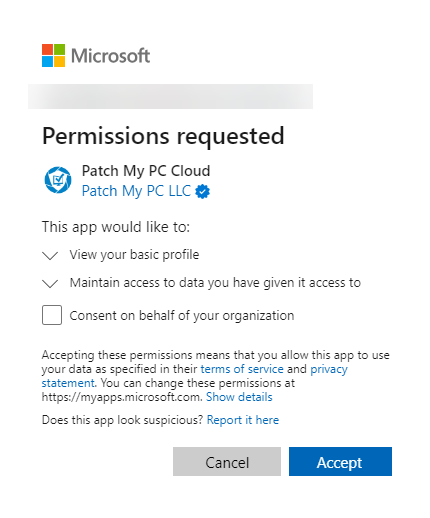 Microsoft
Permissions requested
Patch My PC Cloud
Patch My PC LLC
This app would like to:
View your basic profile
Maintain access to data you have given it access to
Consent on behalf of your organization
Accepting these permissions means that you allow this app to use
your data as specified in their terms of service and privacy
statement. You can change these permissions at
https://myapps.microsoft.com. Show details
Does this app look suspicious? Report it here
Cancel
Accept